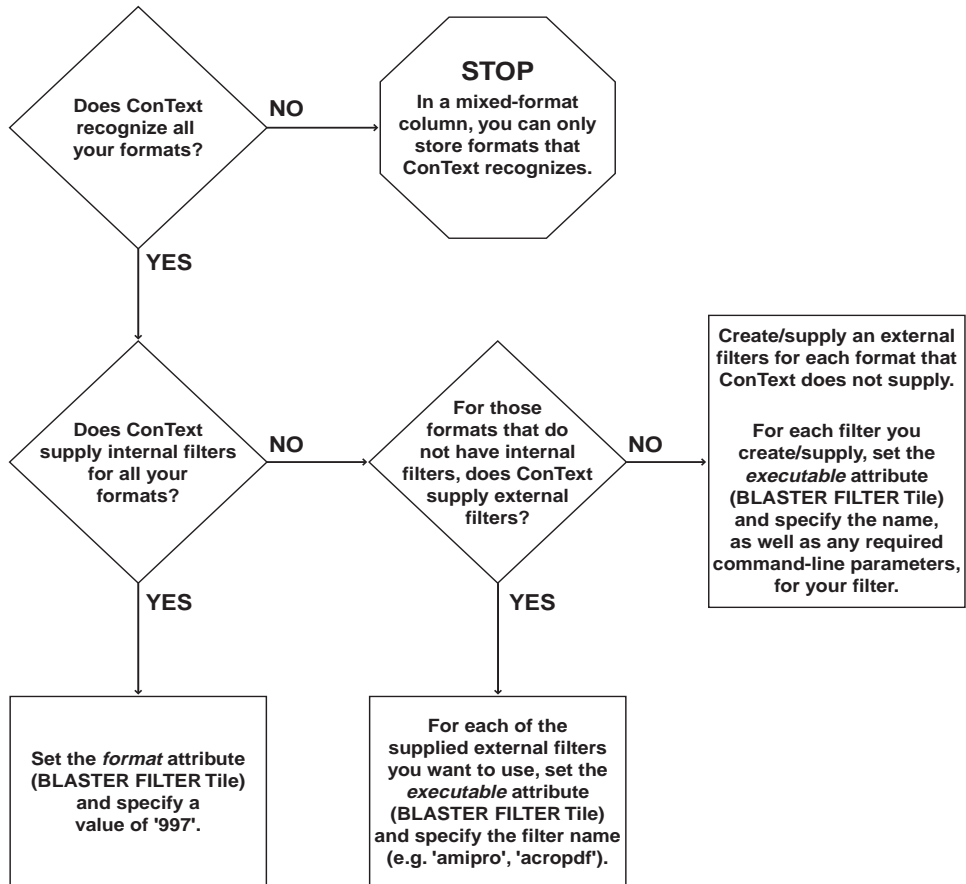 Does ConText
recognize all
your formats?
NO
STOP
In a mixed-format
column, you can only
store formats that
ConText recognizes.
YES
Does ConText
supply internal filters
for all your
formats?
NO
For those
formats that do
not have internal
filters, does ConText
supply external
filters?
NO
Create/supply an external
filters for each format that
ConText does not supply.
For each filter you
create/supply, set the
executable attribute
(BLASTER FILTER Tile)
and specify the name,
as well as any required
command-line parameters,
for your filter.
YES
YES
Set the format attribute
(BLASTER FILTER Tile)
and specify a
value of '997'.
For each of the
supplied external filters
you want to use, set the
executable attribute
(BLASTER FILTER Tile)
and specify the filter name
(e.g. 'amipro', 'acropdf').